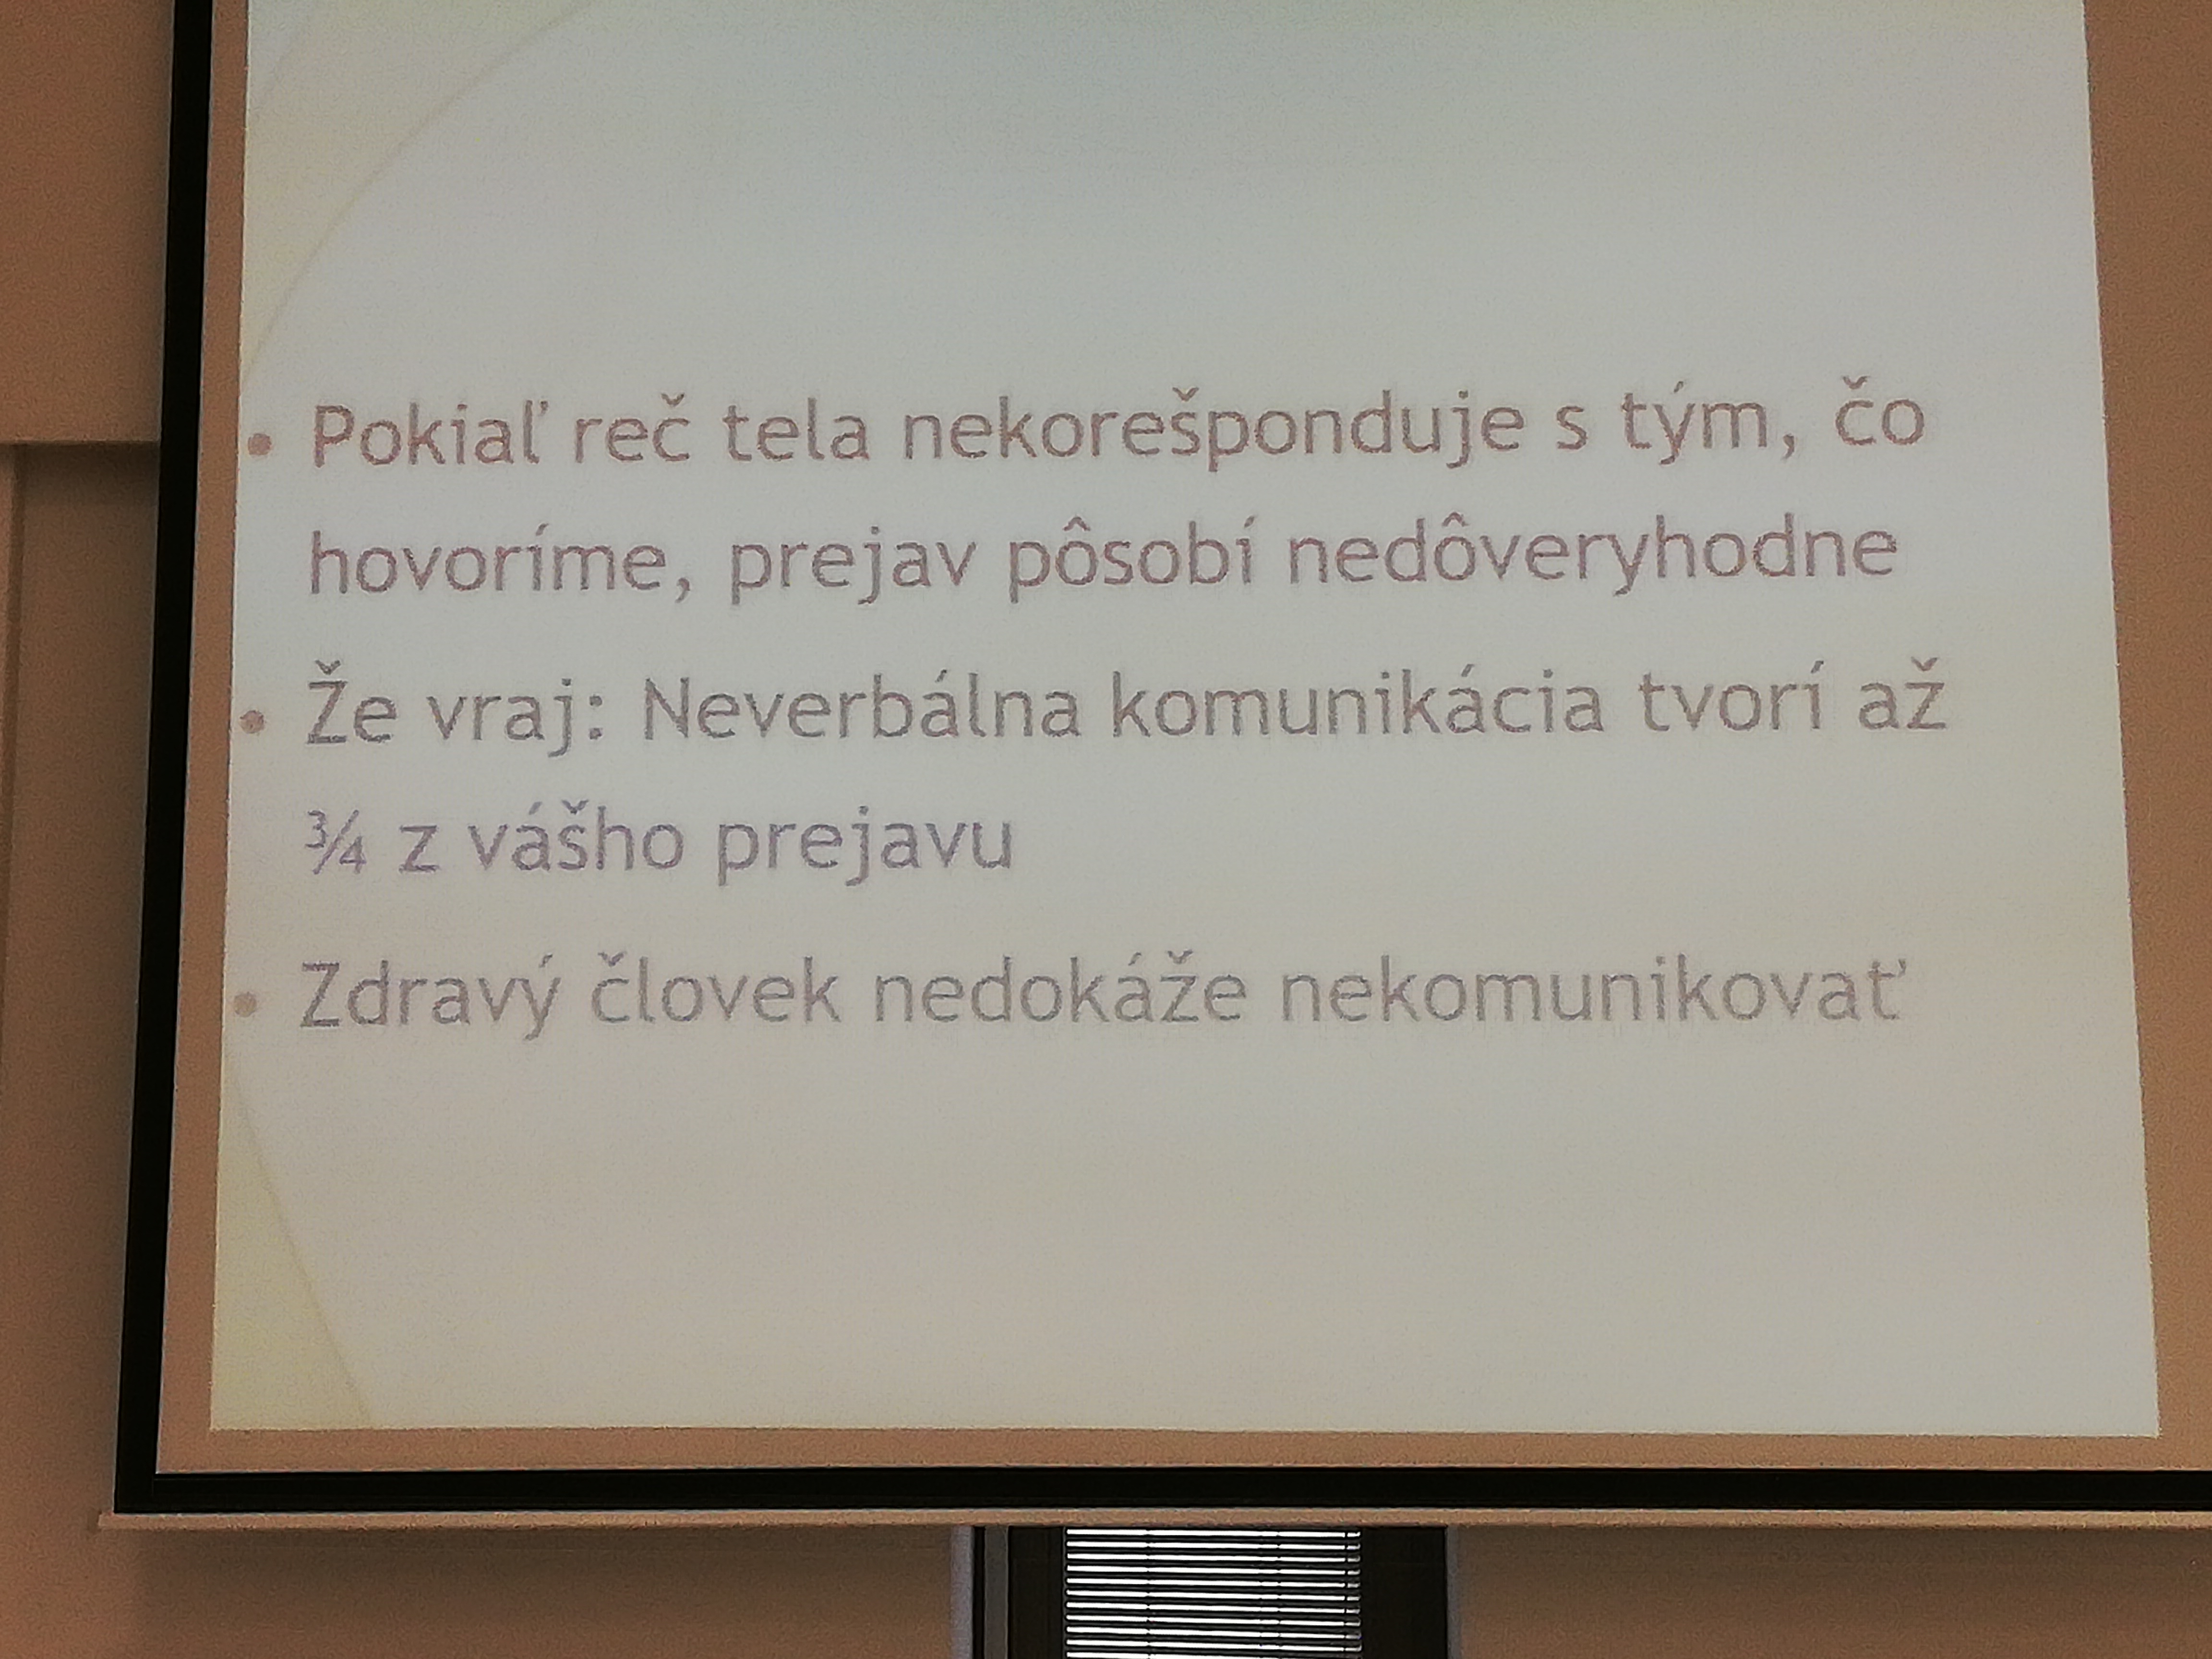 • Pokiaľ reč tela nekorešponduje s tým, čo
hovoríme, prejav pôsobí nedôveryhodne
• Že vraj: Neverbálna komunikácia tvorí až
¾ z vášho prejavu
• Zdravý človek nedokáže nekomunikovať